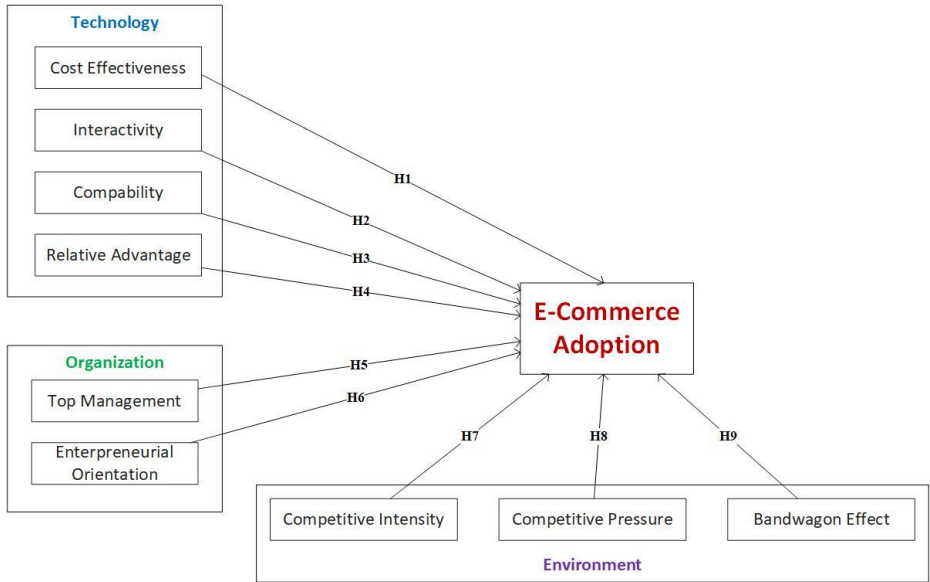 Technology
Cost Effectiveness
Interactivity
Compability
Relative Advantage
H1
H2
H3
H4
E-Commerce
Adoption
Organization
Top Management
Enterpreneurial
Orientation
H5
H6
H7
H8
H9
Competitive Intensity
Competitive Pressure
Bandwagon Effect
Environment